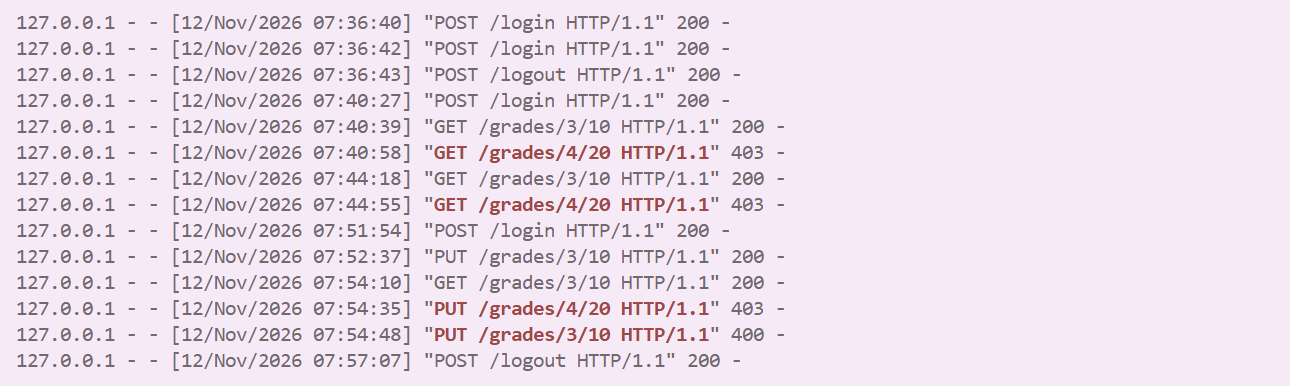 127.0.0.1 - - [12/Nov/2026 07:36:40] "POST /login HTTP/1.1" 200 -
127.0.0.1 - - [12/Nov/2026 07:36:42] "POST /login HTTP/1.1" 200 -
127.0.0.1 - - [12/Nov/2026 07:36:43] "POST /logout HTTP/1.1" 200 -
127.0.0.1 - - [12/Nov/2026 07:40:27] "POST /login HTTP/1.1" 200 -
127.0.0.1 - - [12/Nov/2026 07:40:39] "GET /grades/3/10 HTTP/1.1" 200 -
127.0.0.1 - - [12/Nov/2026 07:40:58] "GET /grades/4/20 HTTP/1.1" 403 -
127.0.0.1 - - [12/Nov/2026 07:44:18] "GET /grades/3/10 HTTP/1.1" 200 -
127.0.0.1 - - [12/Nov/2026 07:44:55] "GET /grades/4/20 HTTP/1.1" 403 -
127.0.0.1 - - [12/Nov/2026 07:51:54] "POST /login HTTP/1.1" 200 -
127.0.0.1 - - [12/Nov/2026 07:52:37] "PUT /grades/3/10 HTTP/1.1" 200 -
127.0.0.1 - - [12/Nov/2026 07:54:10] "GET /grades/3/10 HTTP/1.1" 200 -
127.0.0.1 - - [12/Nov/2026 07:54:35] "PUT /grades/4/20 HTTP/1.1" 403 -
127.0.0.1 - - [12/Nov/2026 07:54:48] "PUT /grades/3/10 HTTP/1.1" 400 -
127.0.0.1 - - [12/Nov/2026 07:57:07] "POST /logout HTTP/1.1" 200 -